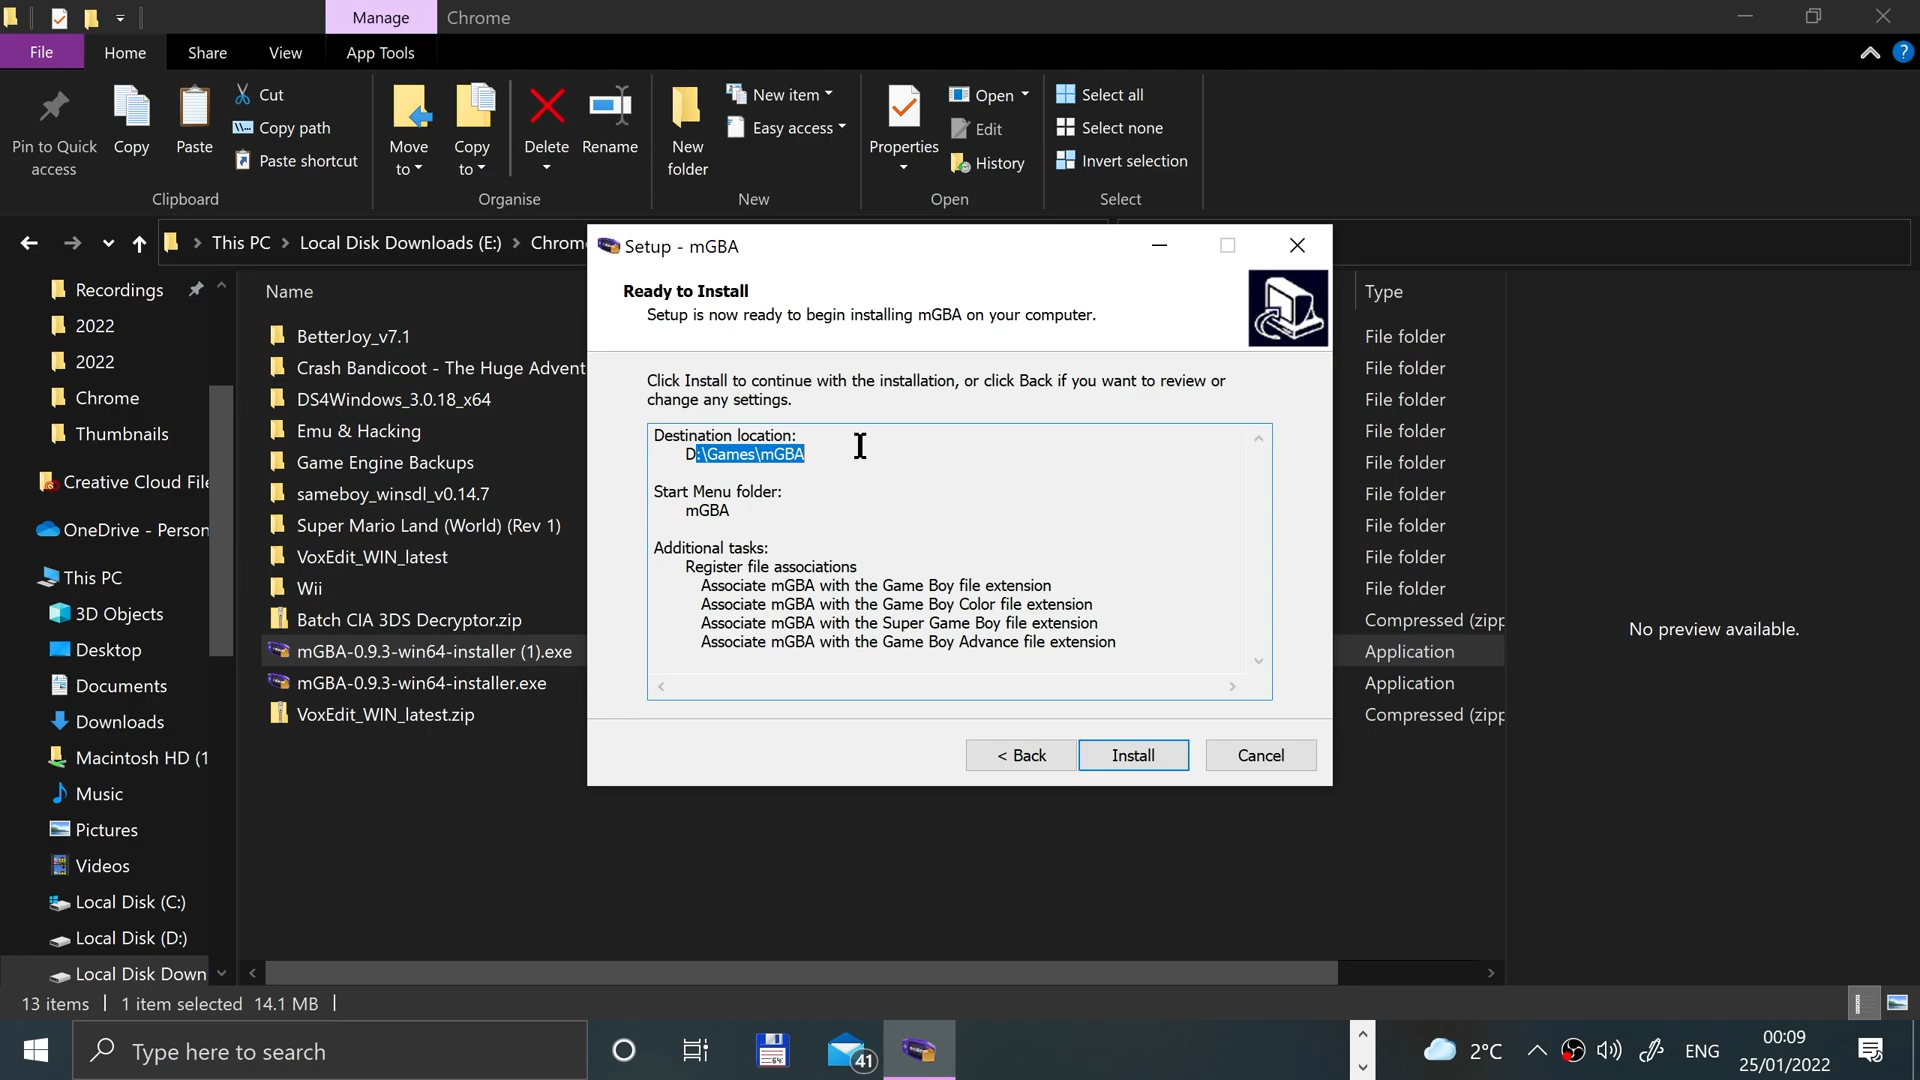 Manage
Chrome
File
Home
Share
View
App Tools
Pin to Quick access
Copy
Paste
Cut
Copy path
Paste shortcut
Clipboard
Move to
Copy to
Delete
Rename
Organise
New folder
New item
Easy access
New
Properties
Open
Edit
History
Open
Select all
Select none
Invert selection
Select
This PC
Local Disk Downloads (E:)
Chrom
Recordings
2022
2022
Chrome
Thumbnails
Creative Cloud File
OneDrive - Person
This PC
3D Objects
Desktop
Documents
Downloads
Macintosh HD (1
Music
Pictures
Videos
Local Disk (C:)
Local Disk (D:)
Local Disk Down
Name
BetterJoy_v7.1
Crash Bandicoot - The Huge Advent
DS4Windows_3.0.18_x64
Emu & Hacking
Game Engine Backups
sameboy_winsdl_v0.14.7
Super Mario Land (World) (Rev 1)
VoxEdit_WIN_latest
Wii
Batch CIA 3DS Decryptor.zip
mGBA-0.9.3-win64-installer (1).exe
mGBA-0.9.3-win64-installer.exe
VoxEdit_WIN_latest.zip
Setup - mGBA
Ready to Install
Setup is now ready to begin installing mGBA on your computer.
Click Install to continue with the installation, or click Back if you want to review or
change any settings.
Destination location:
D:\Games\mGBA
Start Menu folder:
mGBA
Additional tasks:
Register file associations
Associate mGBA with the Game Boy file extension
Associate mGBA with the Game Boy Color file extension
Associate mGBA with the Super Game Boy file extension
Associate mGBA with the Game Boy Advance file extension
< Back
Install
Cancel
Type
File folder
File folder
File folder
File folder
File folder
File folder
File folder
File folder
File folder
Compressed (zipp
Application
Application
Compressed (zipp
No preview available.
13 items
1 item selected 14.1 MB
Type here to search
64
41
2°C
ENG
00:09
25/01/2022